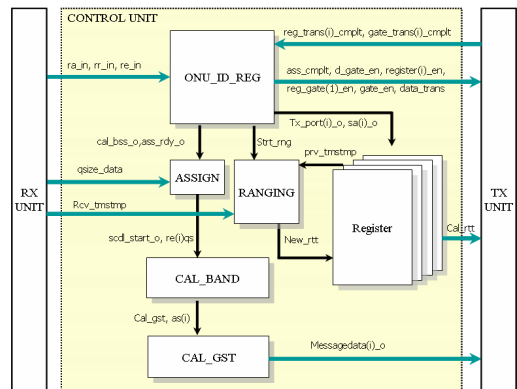 CONTROL UNIT
reg_trans(i)_cmplt, gate_trans(i)_cmplt
ra_in, rr_in, re_in
ONU_ID_REG
ass_cmplt, d_gate_en, register(i)_en,
reg_gate(1)_en, gate_en, data_trans
Tx_port(i)_o, sa(i)_o
cal_bss_o,ass_rdy_o
Strt_rng
prv_tmstmp
qsize_data
ASSIGN
RANGING
RX
UNIT
TX
UNIT
Rcv_tmstmp
Register
Cal_rtt
scdl_start_o, re(i)qs
New_rtt
CAL_BAND
Cal_gst, as(i)
CAL_GST
Messagedata(i)_o